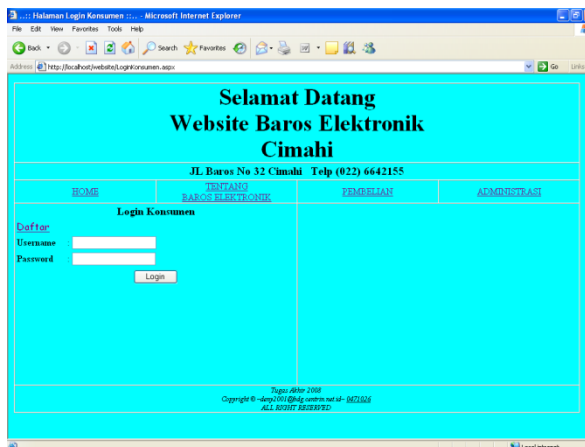 ..:: Halaman Login Konsumen ::.. - Microsoft Internet Explorer
File Edit View Favorites Tools Help
Back Search Favorites
Address http://localhost/website/LoginKonsumen.aspx Go Links
Selamat Datang
Website Baros Elektronik
Cimahi
JL Baros No 32 Cimahi Telp (022) 6642155
HOME TENTANG PEMBELIAN ADMINISTRASI
BAROS ELEKTRONIK
Login Konsumen
Daftar
Username :
Password :
Login
Tugas Akhir 2008
Copyright © 0471026
ALL RIGHT RESERVED
Local intranet